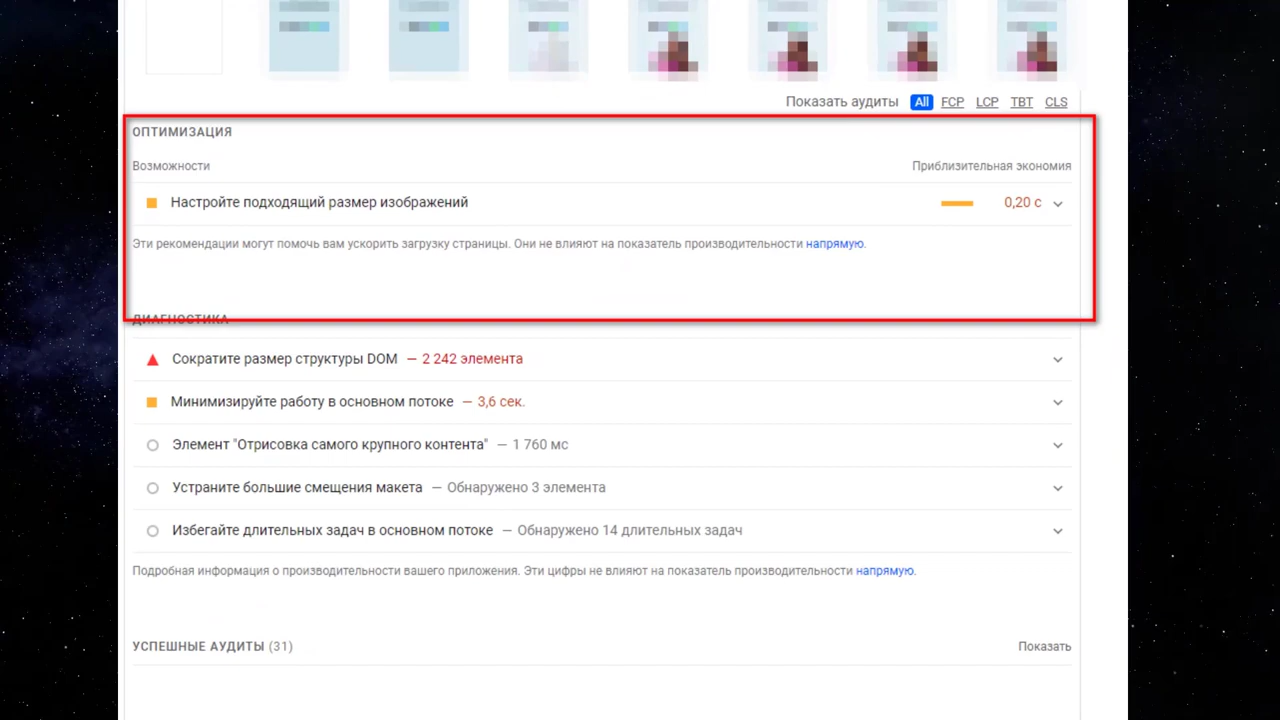 Показать аудиты All FCP LCP TBT CLS
ОПТИМИЗАЦИЯ
Возможности Приблизительная экономия
Настройте подходящий размер изображений 0,20 с
Эти рекомендации могут помочь вам ускорить загрузку страницы. Они не влияют на показатель производительности напрямую.
ДИАГНОСТИКА
Сократите размер структуры DOM — 2 242 элемента
Минимизируйте работу в основном потоке — 3,6 сек.
Элемент "Отрисовка самого крупного контента" — 1 760 мс
Устраните большие смещения макета — Обнаружено 3 элемента
Избегайте длительных задач в основном потоке — Обнаружено 14 длительных задач
Подробная информация о производительности вашего приложения. Эти цифры не влияют на показатель производительности напрямую.
УСПЕШНЫЕ АУДИТЫ (31) Показать